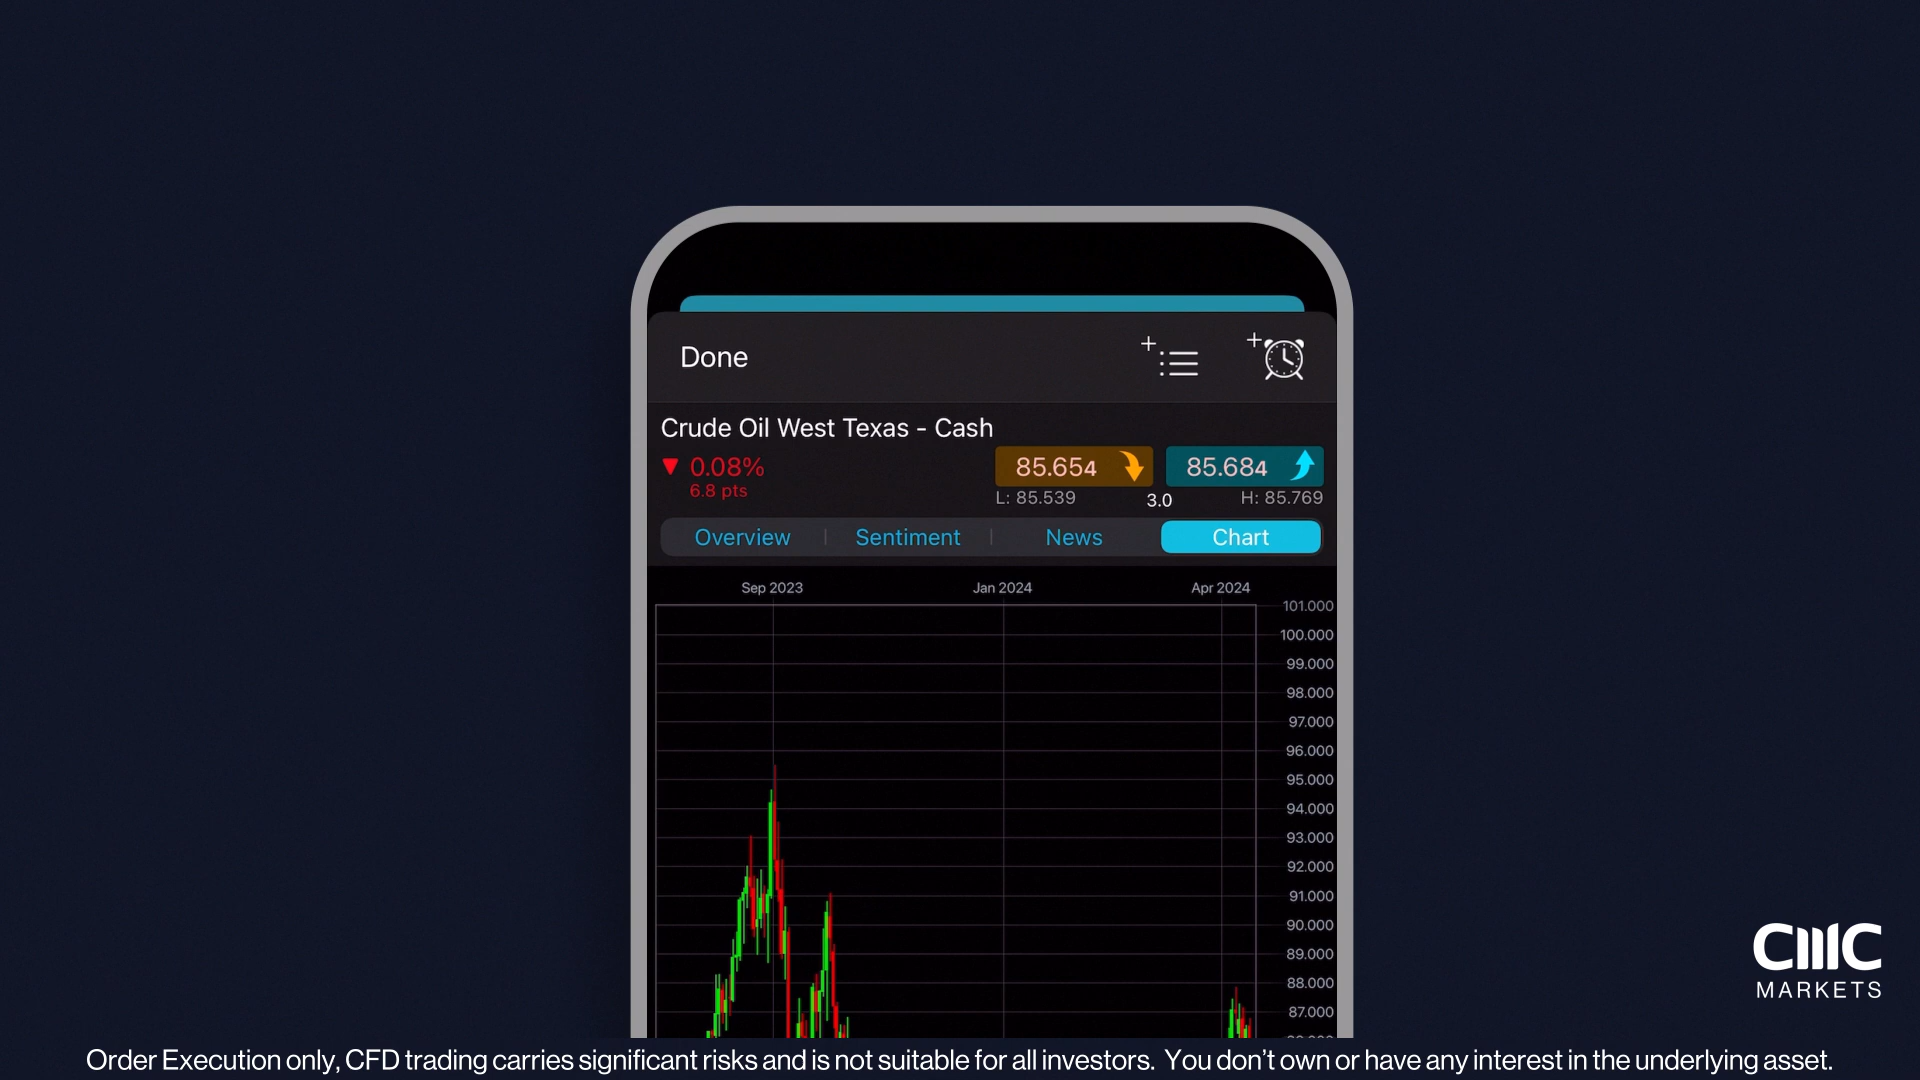 Done
Crude Oil West Texas - Cash
0.08%
85.654
85.684
6.8 pts
L: 85.539
3.0
H: 85.769
Overview
Sentiment
News
Chart
Sep 2023
Jan 2024
Apr 2024
101.000
100.000
99.000
98.000
97.000
96.000
95.000
94.000
93.000
92.000
91.000
90.000
89.000
88.000
87.000
CMC
MARKETS
Order Execution only, CFD trading carries significant risks and is not suitable for all investors. You don't own or have any interest in the underlying asset.